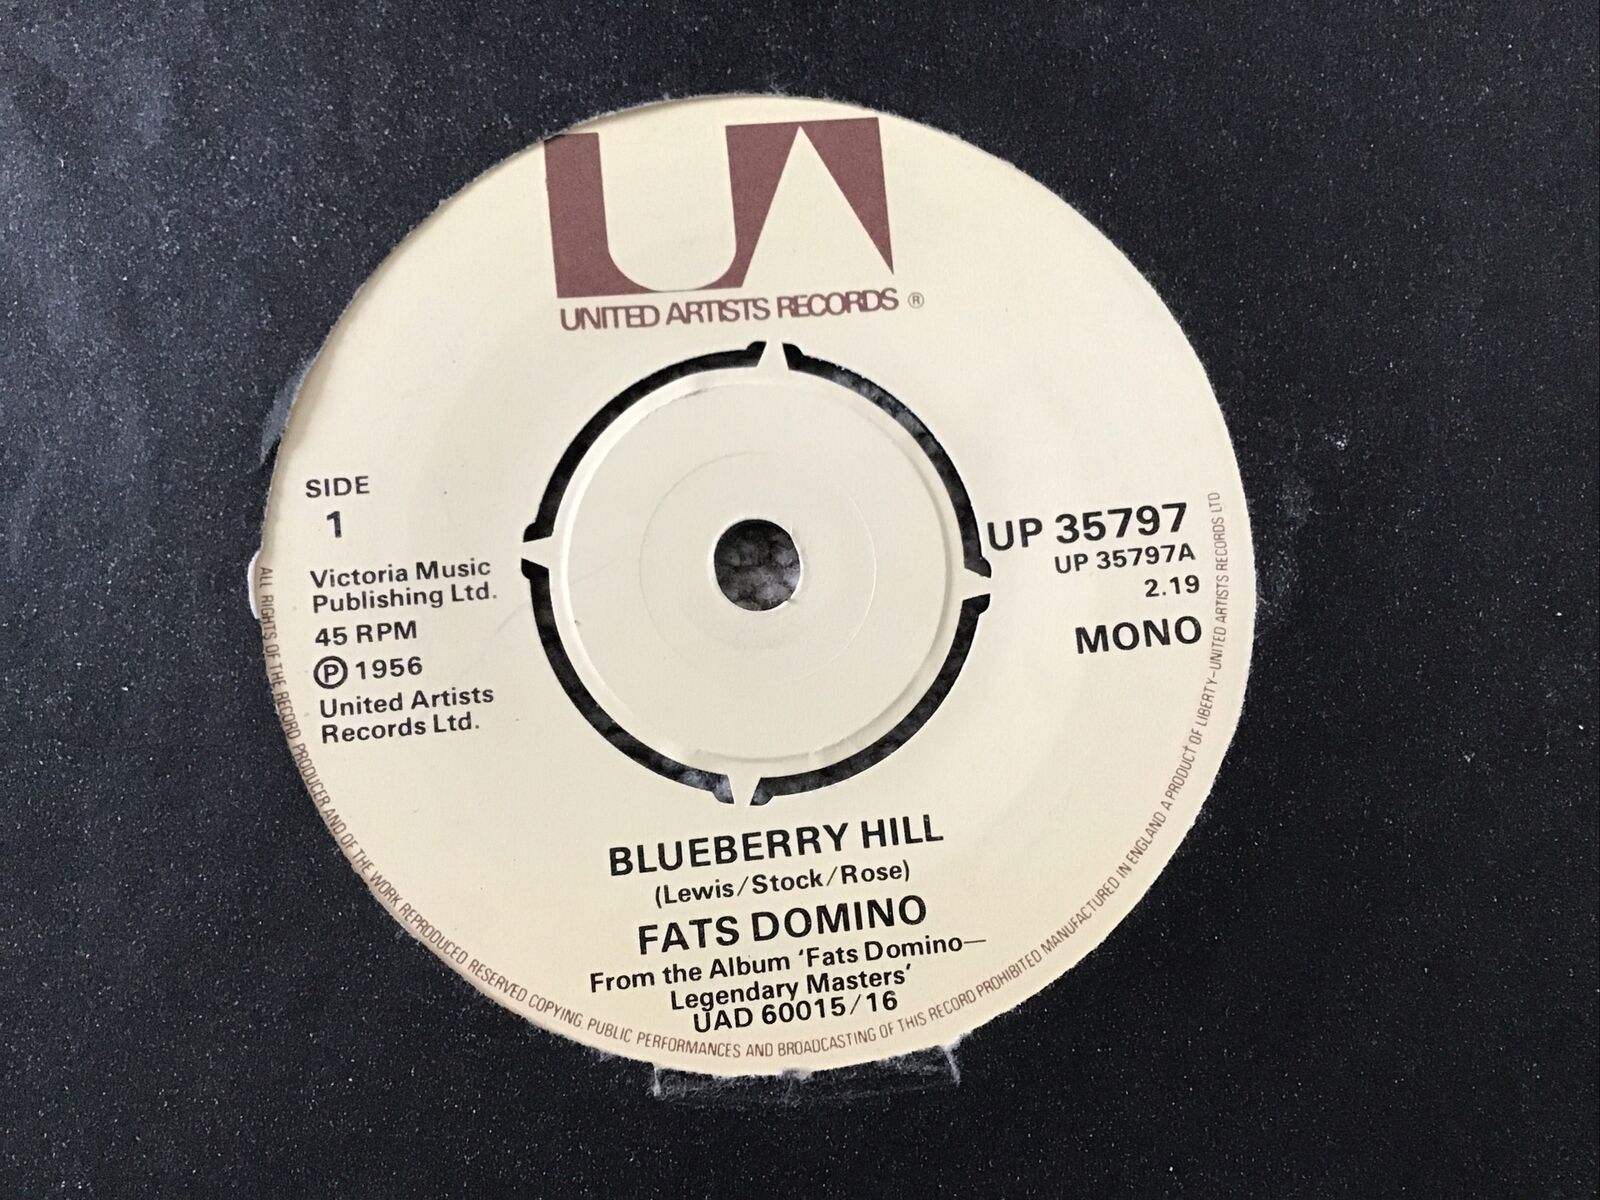 UA
UNITED ARTISTS RECORDS ®
SIDE
1
Victoria Music
Publishing Ltd.
45 RPM
℗ 1956
United Artists
Records Ltd.
UP 35797
UP 35797A
2.19
MONO
BLUEBERRY HILL
(Lewis/Stock/Rose)
FATS DOMINO
From the Album 'Fats Domino—
Legendary Masters'
UAD 60015/16
ALL RIGHTS OF THE RECORD PRODUCER AND OF THE WORK REPRODUCED RESERVED COPYING, PUBLIC PERFORMANCES AND BROADCASTING OF THIS RECORD PROHIBITED MANUFACTURED IN ENGLAND A PRODUCT OF LIBERTY-UNITED ARTISTS RECORDS LTD